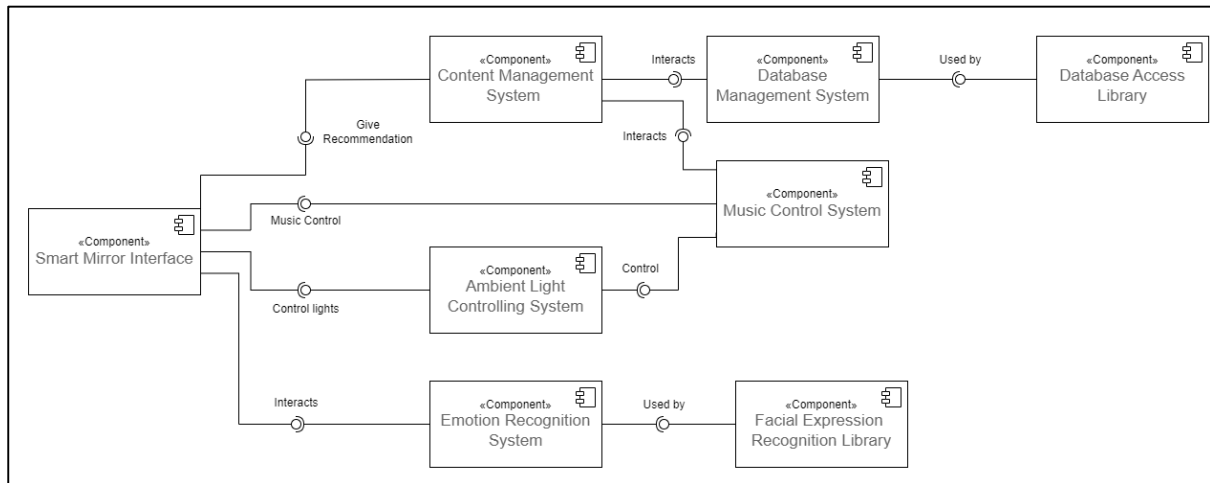 «Component»
Content Management
System
Interacts
«Component»
Database
Management System
Used by
«Component»
Database Access
Library
Give
Recommendation
Interacts
«Component»
Music Control System
Music Control
«Component»
Smart Mirror Interface
«Component»
Ambient Light
Controlling System
Control
Control lights
Interacts
«Component»
Emotion Recognition
System
Used by
«Component»
Facial Expression
Recognition Library